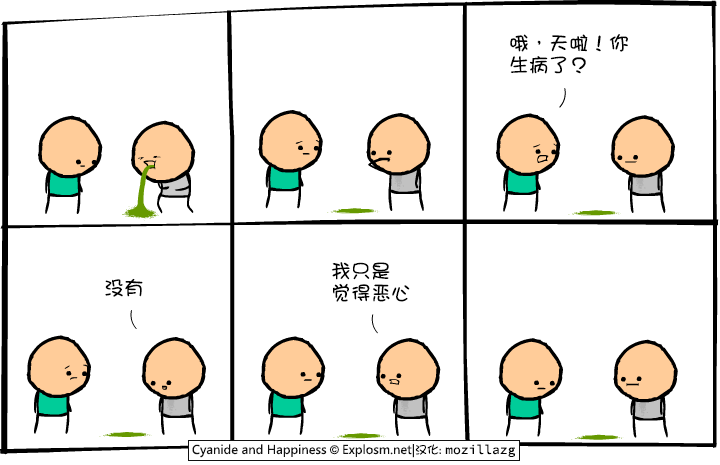 哦，天啦！你
生病了？
没有
我只是
觉得恶心
Cyanide and Happiness © Explosm.net|汉化: mozillazg